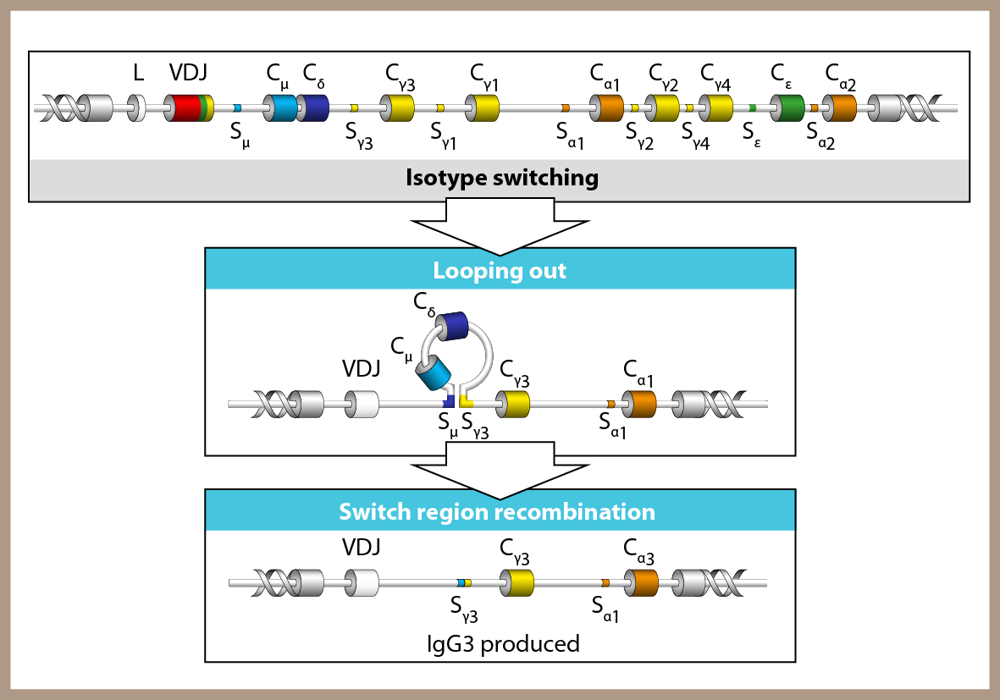 L VDJ Cμ Cδ Cγ3 Cγ1 Cα1 Cγ2 Cγ4 Cε Cα2
Sμ Sγ3 Sγ1 Sα1 Sγ2 Sγ4 Sε Sα2
Isotype switching
Looping out
Cδ
Cμ
VDJ Cγ3 Cα1
Sμ Sγ3 Sα1
Switch region recombination
VDJ Cγ3 Cα3
Sγ3 Sα1
IgG3 produced